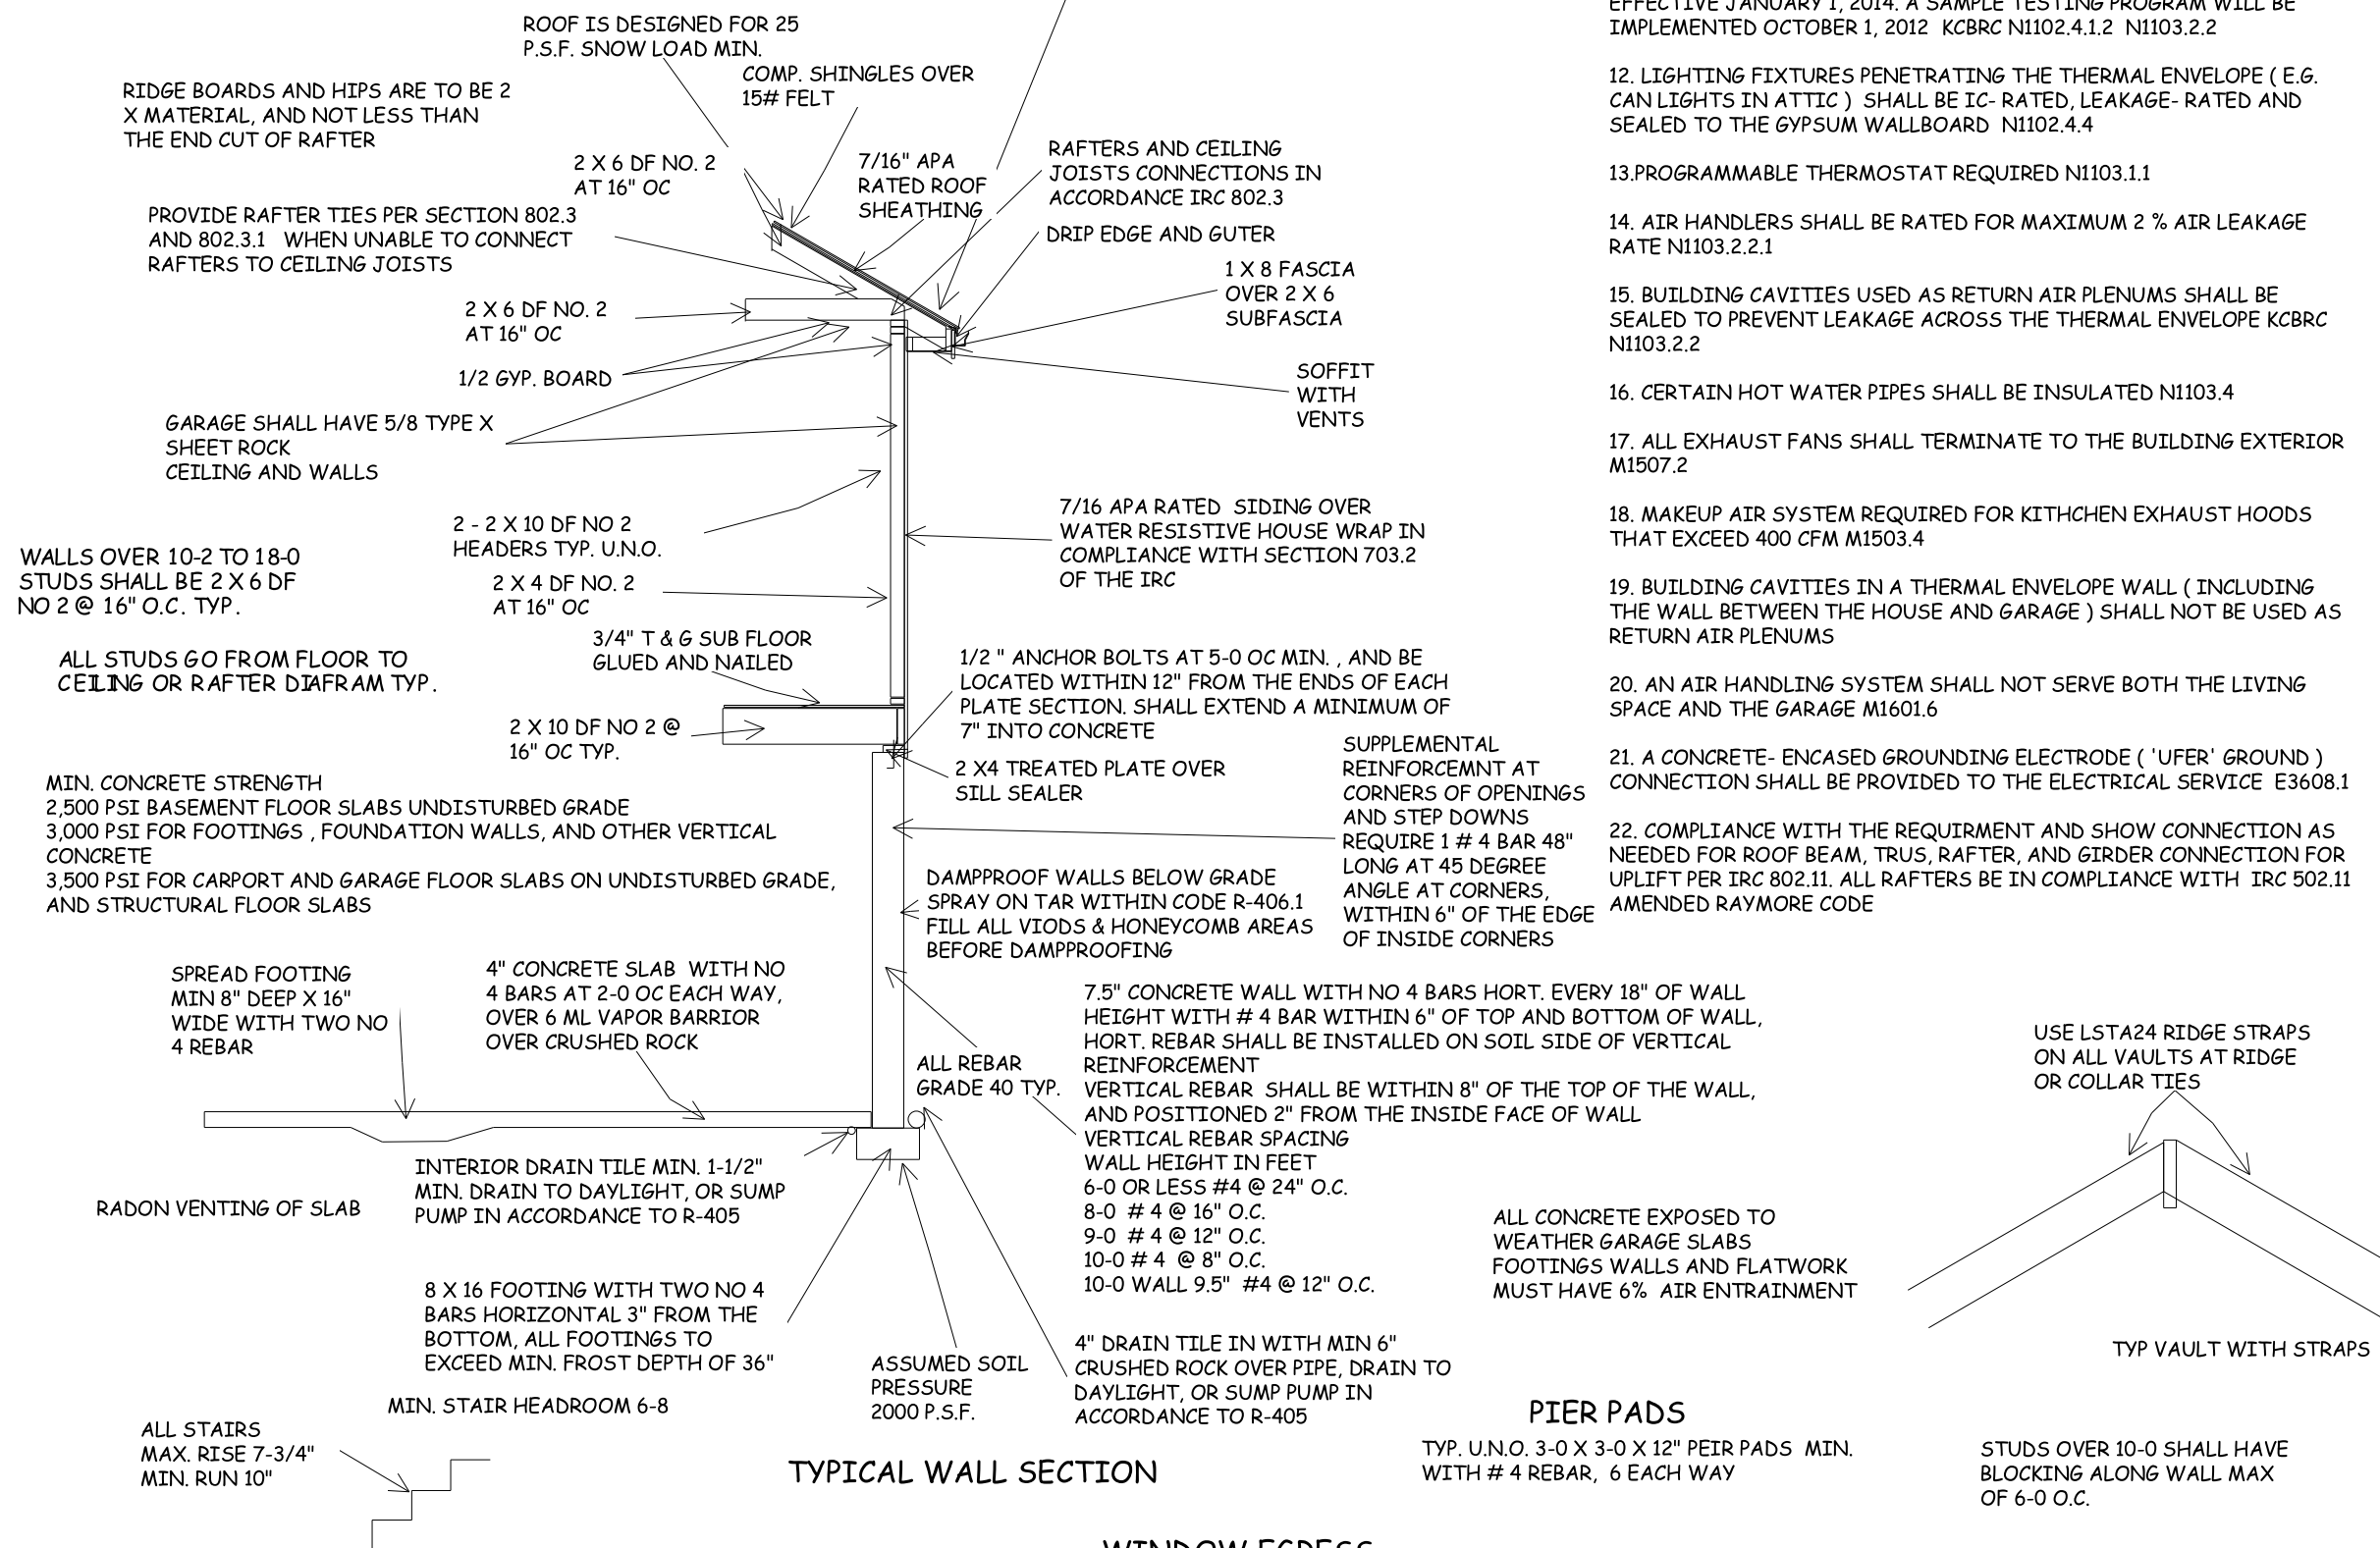 ROOF IS DESIGNED FOR 25
P.S.F. SNOW LOAD MIN.
COMP. SHINGLES OVER
15# FELT
RIDGE BOARDS AND HIPS ARE TO BE 2
X MATERIAL, AND NOT LESS THAN
THE END CUT OF RAFTER
2 X 6 DF NO. 2
AT 16" OC
7/16" APA
RATED ROOF
SHEATHING
RAFTERS AND CEILING
JOISTS CONNECTIONS IN
ACCORDANCE IRC 802.3
PROVIDE RAFTER TIES PER SECTION 802.3
AND 802.3.1 WHEN UNABLE TO CONNECT
RAFTERS TO CEILING JOISTS
DRIP EDGE AND GUTER
1 X 8 FASCIA
OVER 2 X 6
SUBFASCIA
2 X 6 DF NO. 2
AT 16" OC
1/2 GYP. BOARD
SOFFIT
WITH
VENTS
GARAGE SHALL HAVE 5/8 TYPE X
SHEET ROCK
CEILING AND WALLS
2 - 2 X 10 DF NO 2
HEADERS TYP. U.N.O.
7/16 APA RATED SIDING OVER
WATER RESISTIVE HOUSE WRAP IN
COMPLIANCE WITH SECTION 703.2
OF THE IRC
WALLS OVER 10-2 TO 18-0
STUDS SHALL BE 2 X 6 DF
NO 2 @ 16" O.C. TYP.
2 X 4 DF NO. 2
AT 16" OC
3/4" T & G SUB FLOOR
GLUED AND NAILED
ALL STUDS GO FROM FLOOR TO
CEILING OR RAFTER DIAFRAM TYP.
1/2 " ANCHOR BOLTS AT 5-0 OC MIN. , AND BE
LOCATED WITHIN 12" FROM THE ENDS OF EACH
PLATE SECTION. SHALL EXTEND A MINIMUM OF
7" INTO CONCRETE
2 X 10 DF NO 2 @
16" OC TYP.
2 X4 TREATED PLATE OVER
SILL SEALER
SUPPLEMENTAL
REINFORCEMNT AT
CORNERS OF OPENINGS
AND STEP DOWNS
REQUIRE 1 # 4 BAR 48"
LONG AT 45 DEGREE
ANGLE AT CORNERS,
WITHIN 6" OF THE EDGE
OF INSIDE CORNERS
MIN. CONCRETE STRENGTH
2,500 PSI BASEMENT FLOOR SLABS UNDISTURBED GRADE
3,000 PSI FOR FOOTINGS , FOUNDATION WALLS, AND OTHER VERTICAL
CONCRETE
3,500 PSI FOR CARPORT AND GARAGE FLOOR SLABS ON UNDISTURBED GRADE,
AND STRUCTURAL FLOOR SLABS
DAMPPROOF WALLS BELOW GRADE
SPRAY ON TAR WITHIN CODE R-406.1
FILL ALL VIODS & HONEYCOMB AREAS
BEFORE DAMPPROOFING
SPREAD FOOTING
MIN 8" DEEP X 16"
WIDE WITH TWO NO
4 REBAR
4" CONCRETE SLAB WITH NO
4 BARS AT 2-0 OC EACH WAY,
OVER 6 ML VAPOR BARRIOR
OVER CRUSHED ROCK
ALL REBAR
GRADE 40 TYP.
7.5" CONCRETE WALL WITH NO 4 BARS HORT. EVERY 18" OF WALL
HEIGHT WITH # 4 BAR WITHIN 6" OF TOP AND BOTTOM OF WALL,
HORT. REBAR SHALL BE INSTALLED ON SOIL SIDE OF VERTICAL
REINFORCEMENT
VERTICAL REBAR SHALL BE WITHIN 8" OF THE TOP OF THE WALL,
AND POSITIONED 2" FROM THE INSIDE FACE OF WALL
VERTICAL REBAR SPACING
WALL HEIGHT IN FEET
6-0 OR LESS #4 @ 24" O.C.
8-0 # 4 @ 16" O.C.
9-0 # 4 @ 12" O.C.
10-0 # 4 @ 8" O.C.
10-0 WALL 9.5" #4 @ 12" O.C.
INTERIOR DRAIN TILE MIN. 1-1/2"
MIN. DRAIN TO DAYLIGHT, OR SUMP
PUMP IN ACCORDANCE TO R-405
RADON VENTING OF SLAB
8 X 16 FOOTING WITH TWO NO 4
BARS HORIZONTAL 3" FROM THE
BOTTOM, ALL FOOTINGS TO
EXCEED MIN. FROST DEPTH OF 36"
ASSUMED SOIL
PRESSURE
2000 P.S.F.
4" DRAIN TILE IN WITH MIN 6"
CRUSHED ROCK OVER PIPE, DRAIN TO
DAYLIGHT, OR SUMP PUMP IN
ACCORDANCE TO R-405
MIN. STAIR HEADROOM 6-8
ALL STAIRS
MAX. RISE 7-3/4"
MIN. RUN 10"
TYPICAL WALL SECTION
ALL CONCRETE EXPOSED TO
WEATHER GARAGE SLABS
FOOTINGS WALLS AND FLATWORK
MUST HAVE 6% AIR ENTRAINMENT
PIER PADS
TYP. U.N.O. 3-0 X 3-0 X 12" PEIR PADS MIN.
WITH # 4 REBAR, 6 EACH WAY
WINDOW EGRESS
EFFECTIVE JANUARY 1, 2014. A SAMPLE TESTING PROGRAM WILL BE
IMPLEMENTED OCTOBER 1, 2012 KCBRC N1102.4.1.2 N1103.2.2
12. LIGHTING FIXTURES PENETRATING THE THERMAL ENVELOPE ( E.G.
CAN LIGHTS IN ATTIC ) SHALL BE IC- RATED, LEAKAGE- RATED AND
SEALED TO THE GYPSUM WALLBOARD N1102.4.4
13.PROGRAMMABLE THERMOSTAT REQUIRED N1103.1.1
14. AIR HANDLERS SHALL BE RATED FOR MAXIMUM 2 % AIR LEAKAGE
RATE N1103.2.2.1
15. BUILDING CAVITIES USED AS RETURN AIR PLENUMS SHALL BE
SEALED TO PREVENT LEAKAGE ACROSS THE THERMAL ENVELOPE KCBRC
N1103.2.2
16. CERTAIN HOT WATER PIPES SHALL BE INSULATED N1103.4
17. ALL EXHAUST FANS SHALL TERMINATE TO THE BUILDING EXTERIOR
M1507.2
18. MAKEUP AIR SYSTEM REQUIRED FOR KITHCHEN EXHAUST HOODS
THAT EXCEED 400 CFM M1503.4
19. BUILDING CAVITIES IN A THERMAL ENVELOPE WALL ( INCLUDING
THE WALL BETWEEN THE HOUSE AND GARAGE ) SHALL NOT BE USED AS
RETURN AIR PLENUMS
20. AN AIR HANDLING SYSTEM SHALL NOT SERVE BOTH THE LIVING
SPACE AND THE GARAGE M1601.6
21. A CONCRETE- ENCASED GROUNDING ELECTRODE ( 'UFER' GROUND )
CONNECTION SHALL BE PROVIDED TO THE ELECTRICAL SERVICE E3608.1
22. COMPLIANCE WITH THE REQUIRMENT AND SHOW CONNECTION AS
NEEDED FOR ROOF BEAM, TRUS, RAFTER, AND GIRDER CONNECTION FOR
UPLIFT PER IRC 802.11. ALL RAFTERS BE IN COMPLIANCE WITH IRC 502.11
AMENDED RAYMORE CODE
USE LSTA24 RIDGE STRAPS
ON ALL VAULTS AT RIDGE
OR COLLAR TIES
TYP VAULT WITH STRAPS
STUDS OVER 10-0 SHALL HAVE
BLOCKING ALONG WALL MAX
OF 6-0 O.C.